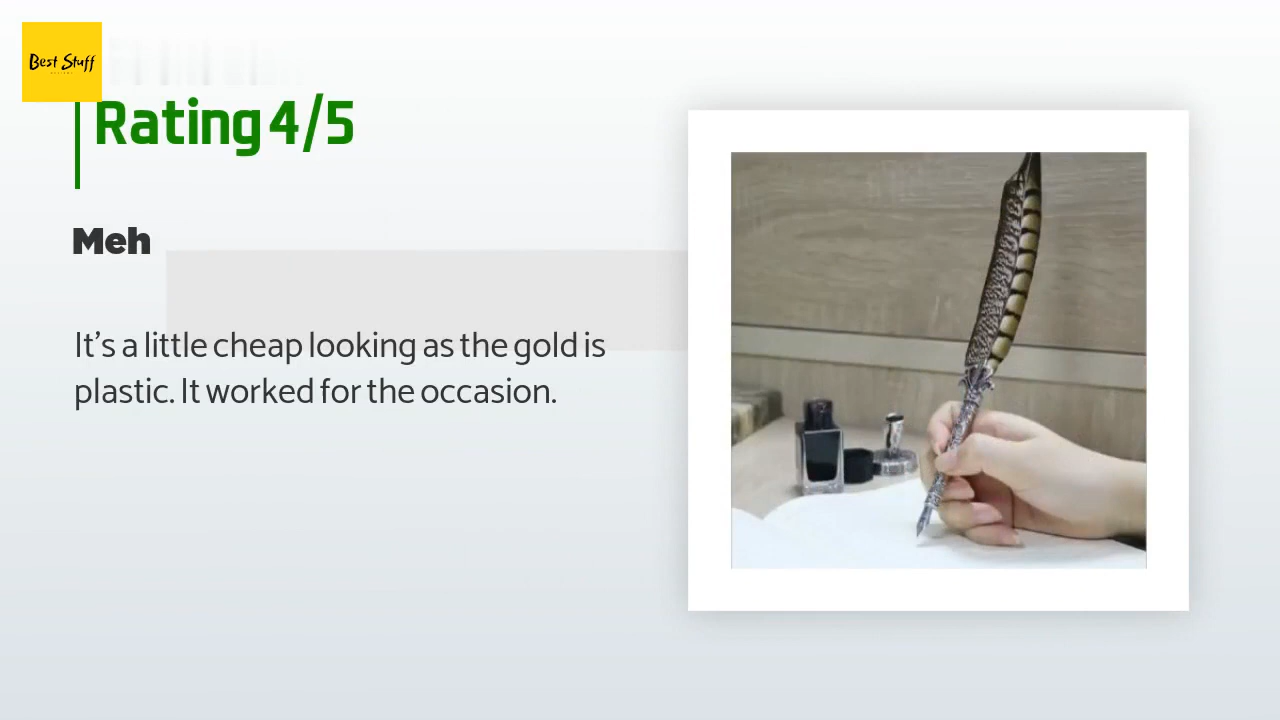 Best Stuff
Rating 4/5
Meh
It's a little cheap looking as the gold is
plastic. It worked for the occasion.